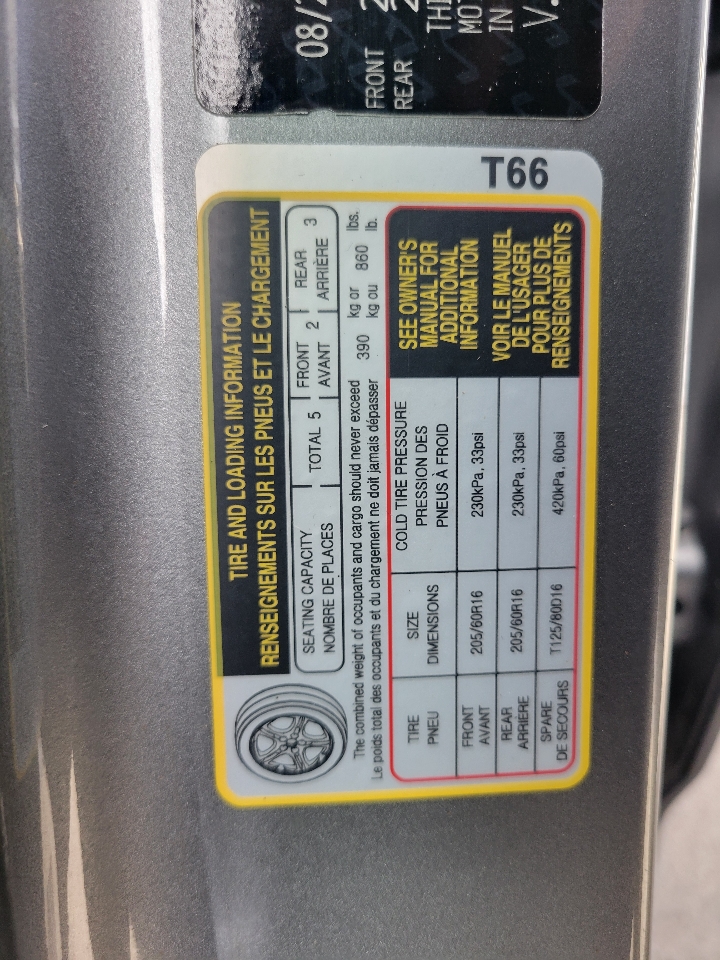 TIRE AND LOADING INFORMATION
RENSEIGNEMENTS SUR LES PNEUS ET LE CHARGEMENT
SEATING CAPACITY
NOMBRE DE PLACES
TOTAL 5
FRONT
AVANT
2
REAR
ARRIÈRE
3
The combined weight of occupants and cargo should never exceed 390 kg or 860 lbs.
Le poids total des occupants et du chargement ne doit jamais dépasser kg ou lb.
TIRE
PNEU
SIZE
DIMENSIONS
COLD TIRE PRESSURE
PRESSION DES
PNEUS À FROID
FRONT
AVANT
205/60R16
230kPa, 33psi
REAR
ARRIÈRE
205/60R16
230kPa, 33psi
SPARE
DE SECOURS
T125/80D16
420kPa, 60psi
SEE OWNER'S
MANUAL FOR
ADDITIONAL
INFORMATION
VOIR LE MANUEL
DE L'USAGER
POUR PLUS DE
RENSEIGNEMENTS
T66
08/2
FRONT 2
REAR 2
MOT
IN
V.